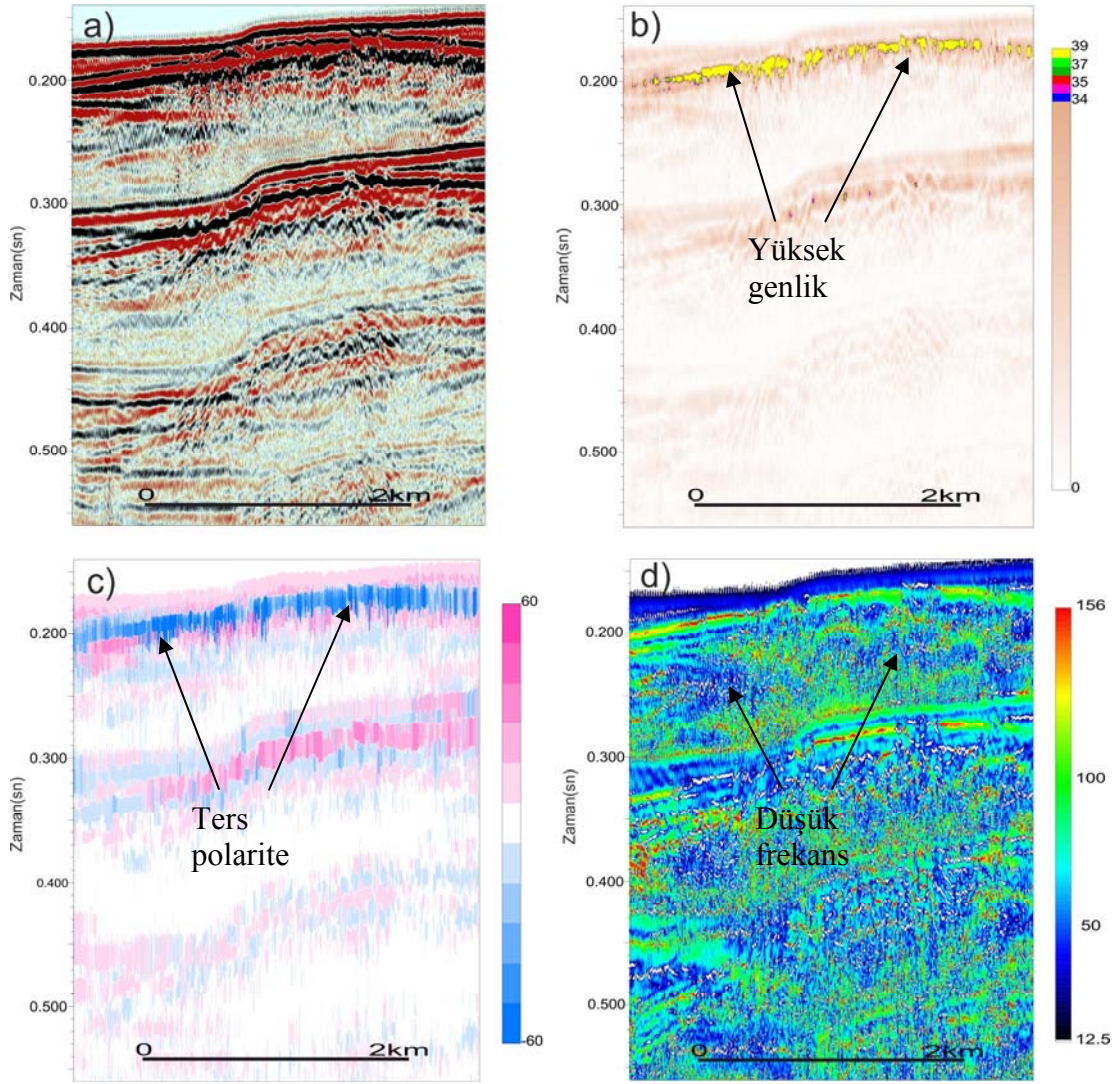 a)
Zaman(sn)
0.200
0.300
0.400
0.500
0
2km
b)
Zaman(sn)
0.200
0.300
0.400
0.500
Yüksek
genlik
0
2km
39
37
35
34
0
c)
Zaman(sn)
0.200
0.300
0.400
0.500
Ters
polarite
0
2km
60
-60
d)
Zaman(sn)
0.200
0.300
0.400
0.500
Düşük
frekans
0
2km
156
100
50
12.5